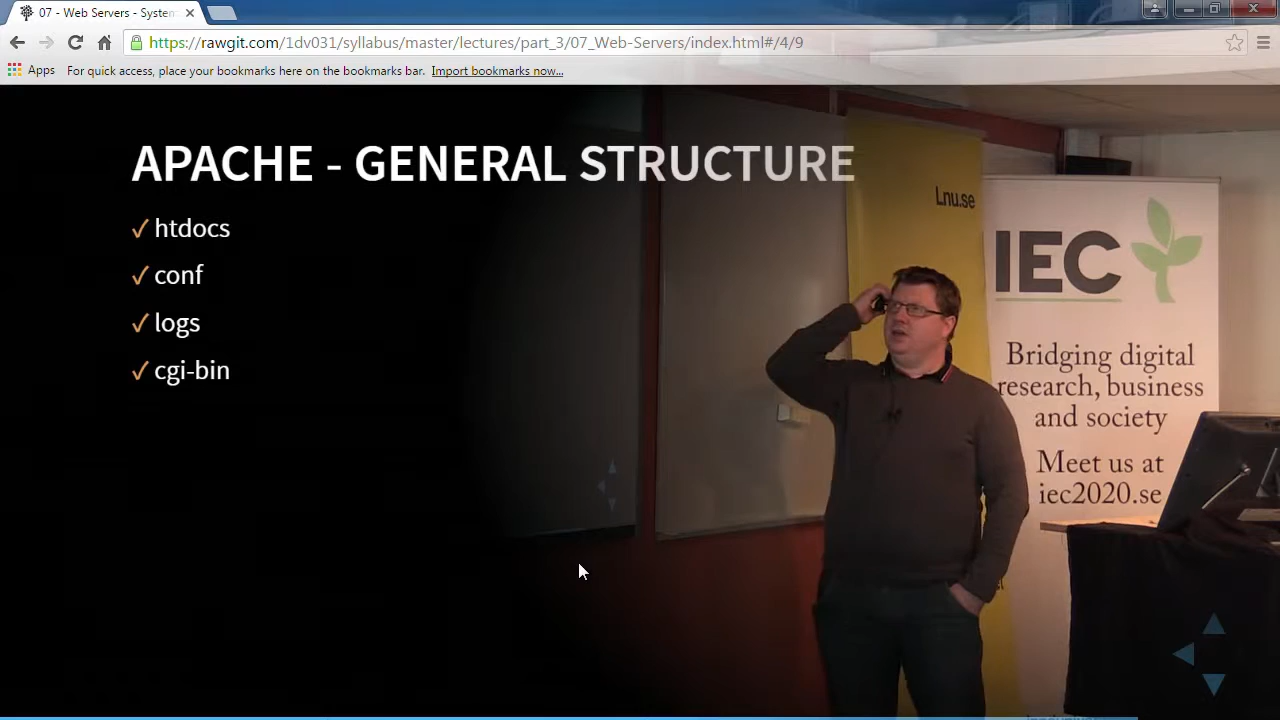 07 - Web Servers - System
https://rawgit.com/1dv031/syllabus/master/lectures/part_3/07_Web-Servers/index.html#/4/9
Apps For quick access, place your bookmarks here on the bookmarks bar. Import bookmarks now...
APACHE - GENERAL STRUCTURE
✓ htdocs
✓ conf
✓ logs
✓ cgi-bin
Lnu.se
IEC
Bridging digital
research, business
and society
Meet us at
iec2020.se